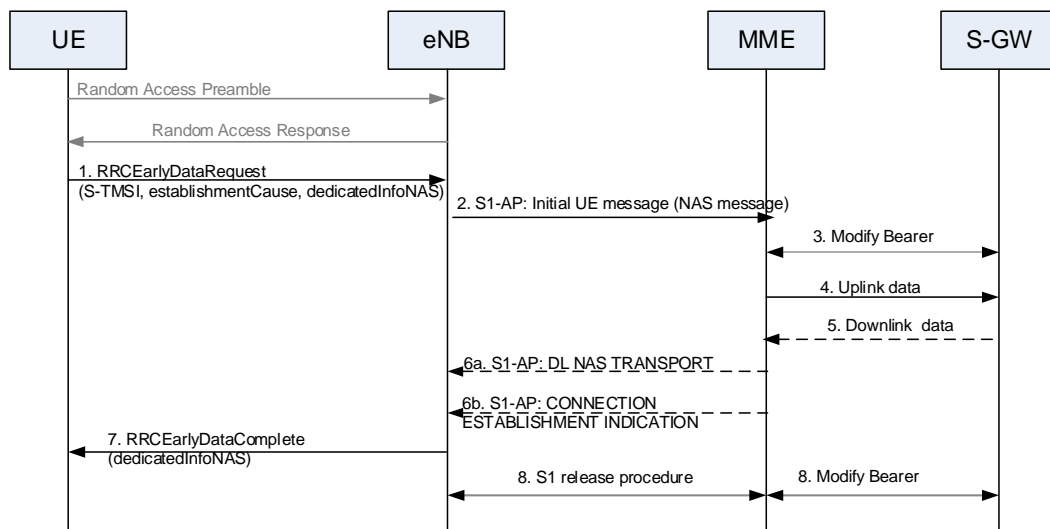 UE
eNB
MME
S-GW
Random Access Preamble
Random Access Response
1. RRCEarlyDataRequest
(S-TMSI, establishmentCause, dedicatedInfoNAS)
2. S1-AP: Initial UE message (NAS message)
3. Modify Bearer
4. Uplink data
5. Downlink data
6a. S1-AP: DL NAS TRANSPORT
6b. S1-AP: CONNECTION
ESTABLISHMENT INDICATION
7. RRCEarlyDataComplete
(dedicatedInfoNAS)
8. S1 release procedure
8. Modify Bearer